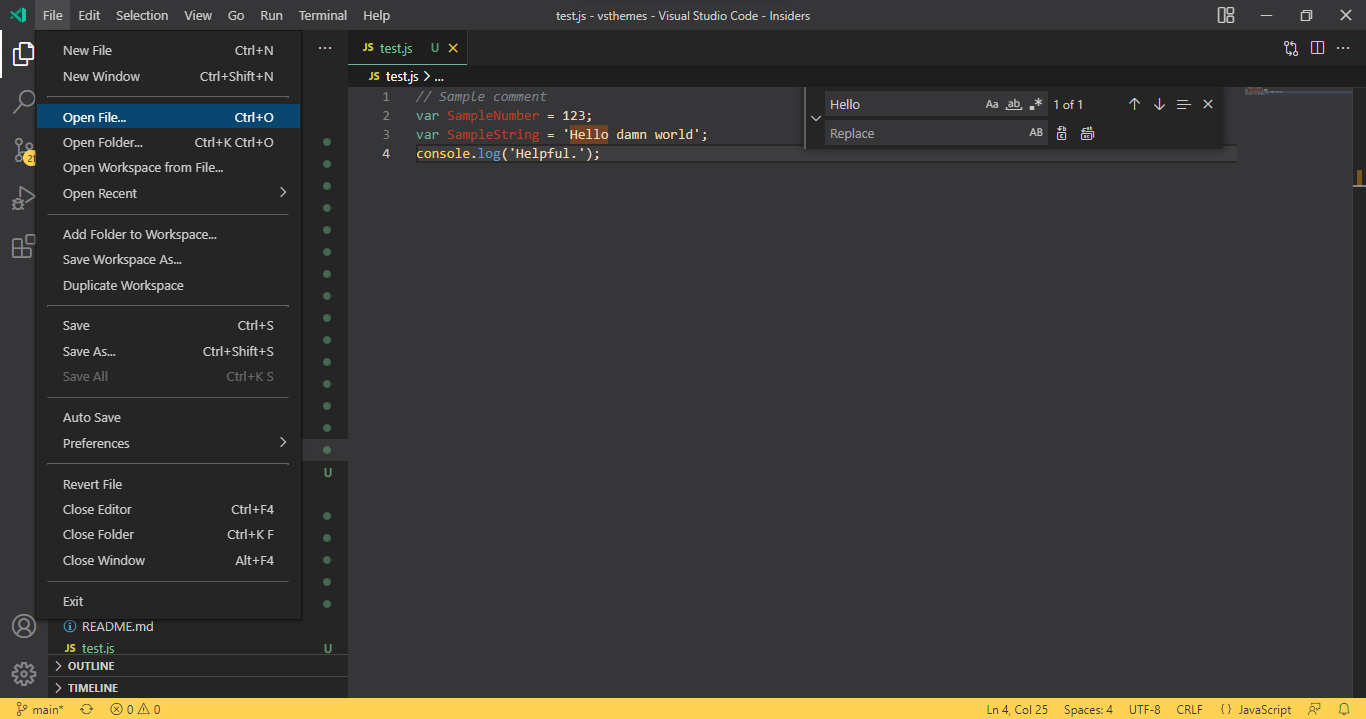 File Edit Selection View Go Run Terminal Help test.js - vsthemes - Visual Studio Code - Insiders
New File Ctrl+N
New Window Ctrl+Shift+N
Open File... Ctrl+O
Open Folder... Ctrl+K Ctrl+O
Open Workspace from File...
Open Recent
Add Folder to Workspace...
Save Workspace As...
Duplicate Workspace
Save Ctrl+S
Save As... Ctrl+Shift+S
Save All Ctrl+K S
Auto Save
Preferences
Revert File
Close Editor Ctrl+F4
Close Folder Ctrl+K F
Close Window Alt+F4
Exit
21
U
README.md
JS test.js U
OUTLINE
TIMELINE
JS test.js U
JS test.js > ...
1 // Sample comment
2 var SampleNumber = 123;
3 var SampleString = 'Hello damn world';
4 console.log('Helpful.');
Hello Aa ab .* 1 of 1
Replace AB
main* 0 0 Ln 4, Col 25 Spaces: 4 UTF-8 CRLF {} JavaScript